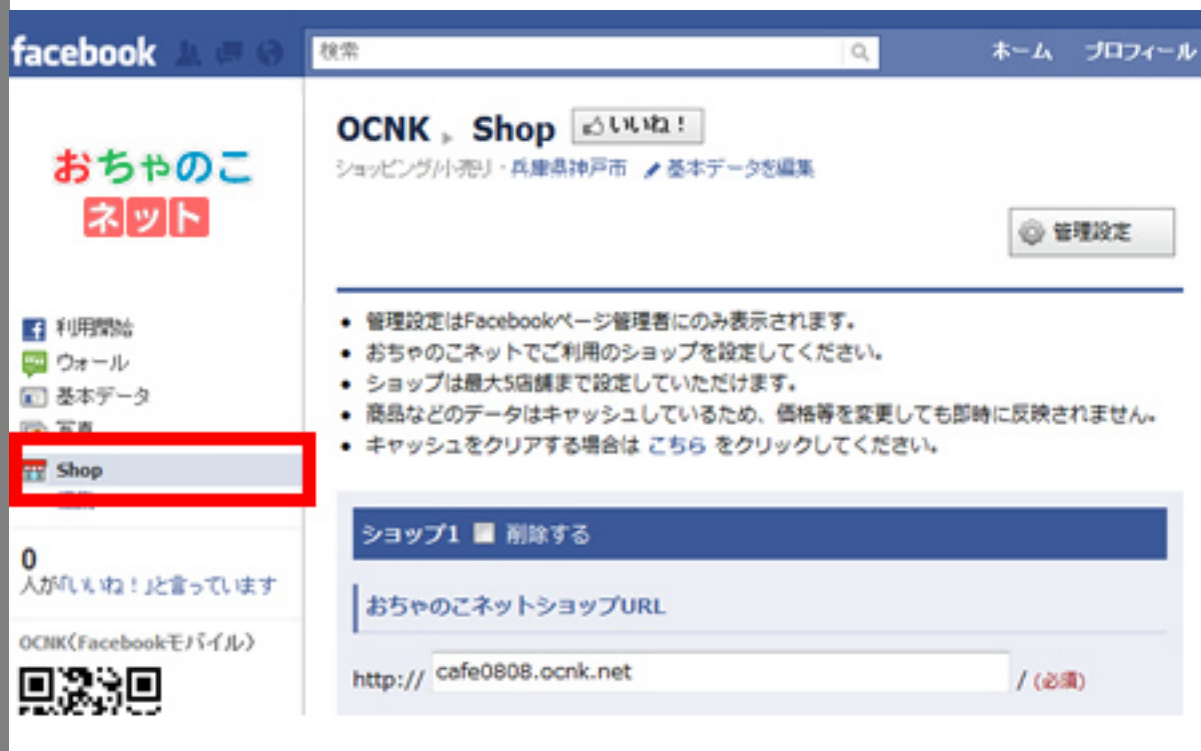 facebook
検索
ホーム プロフィール
おちゃのこ
ネット
OCNK ▸ Shop いいね！
ショッピング/小売り・兵庫県神戸市 基本データを編集
管理設定
利用開始
ウォール
基本データ
写真
Shop
0
人が「いいね！」と言っています
OCNK(Facebookモバイル)
• 管理設定はFacebookページ管理者にのみ表示されます。
• おちゃのこネットでご利用のショップを設定してください。
• ショップは最大5店舗まで設定していただけます。
• 商品などのデータはキャッシュしているため、価格等を変更しても即時に反映されません。
• キャッシュをクリアする場合は こちら をクリックしてください。
ショップ1 削除する
おちゃのこネットショップURL
http:// cafe0808.ocnk.net / (必須)